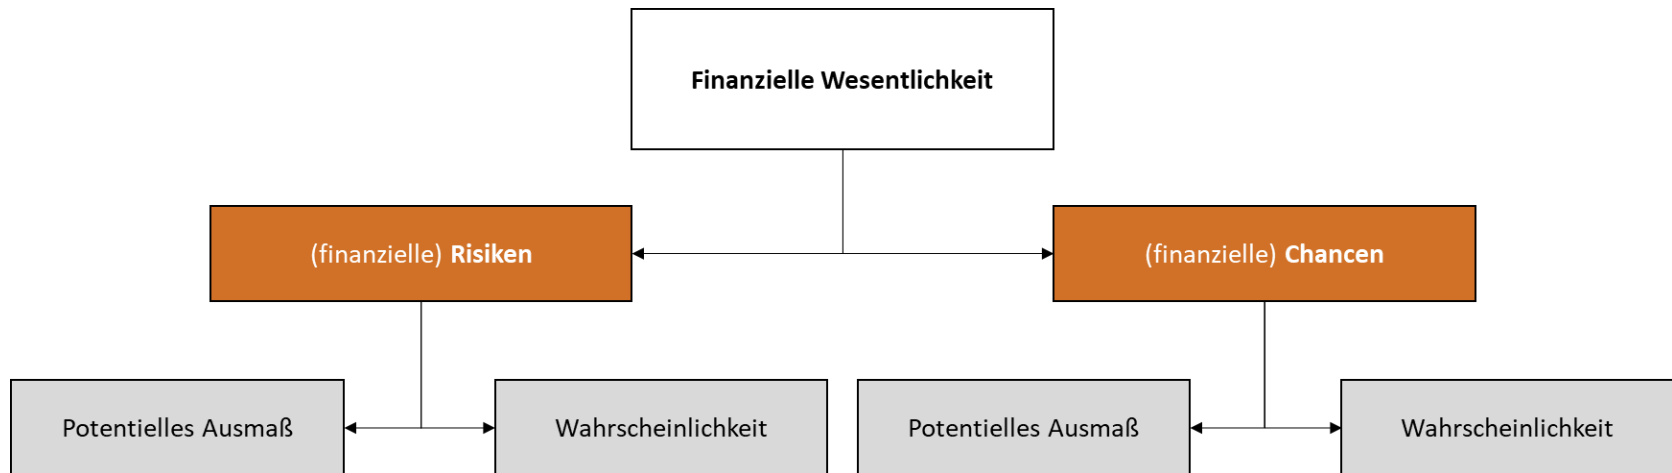 Finanzielle Wesentlichkeit
(finanzielle) Risiken
(finanzielle) Chancen
Potentielles Ausmaß
Wahrscheinlichkeit
Potentielles Ausmaß
Wahrscheinlichkeit